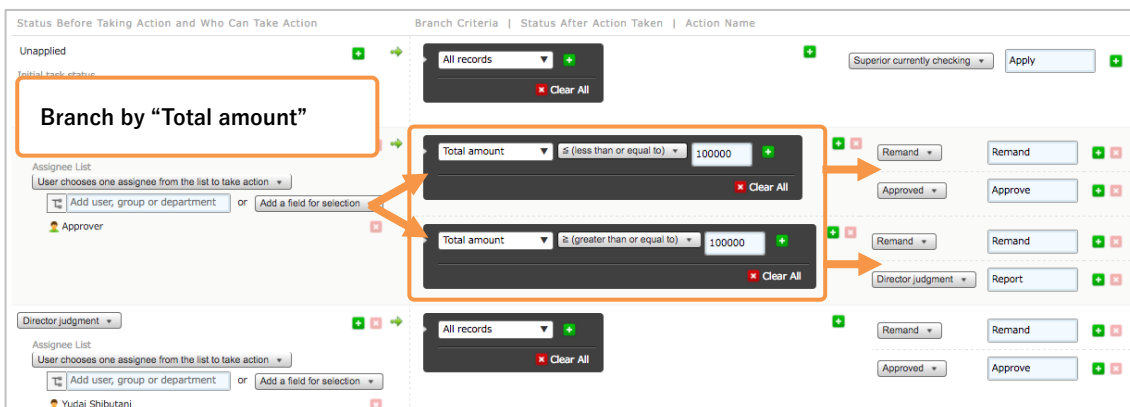 Status Before Taking Action and Who Can Take Action Branch Criteria | Status After Action Taken | Action Name
Unapplied
Initial task status
All records
Clear All
Superior currently checking Apply
Branch by “Total amount”
Assignee List
User chooses one assignee from the list to take action
Add user, group or department or Add a field for selection
Approver
Total amount ≤ (less than or equal to) 100000
Clear All
Remand Remand
Approved Approve
Total amount ≥ (greater than or equal to) 100000
Clear All
Remand Remand
Director judgment Report
Director judgment
Assignee List
User chooses one assignee from the list to take action
Add user, group or department or Add a field for selection
Yudai Shibutani
All records
Clear All
Remand Remand
Approved Approve